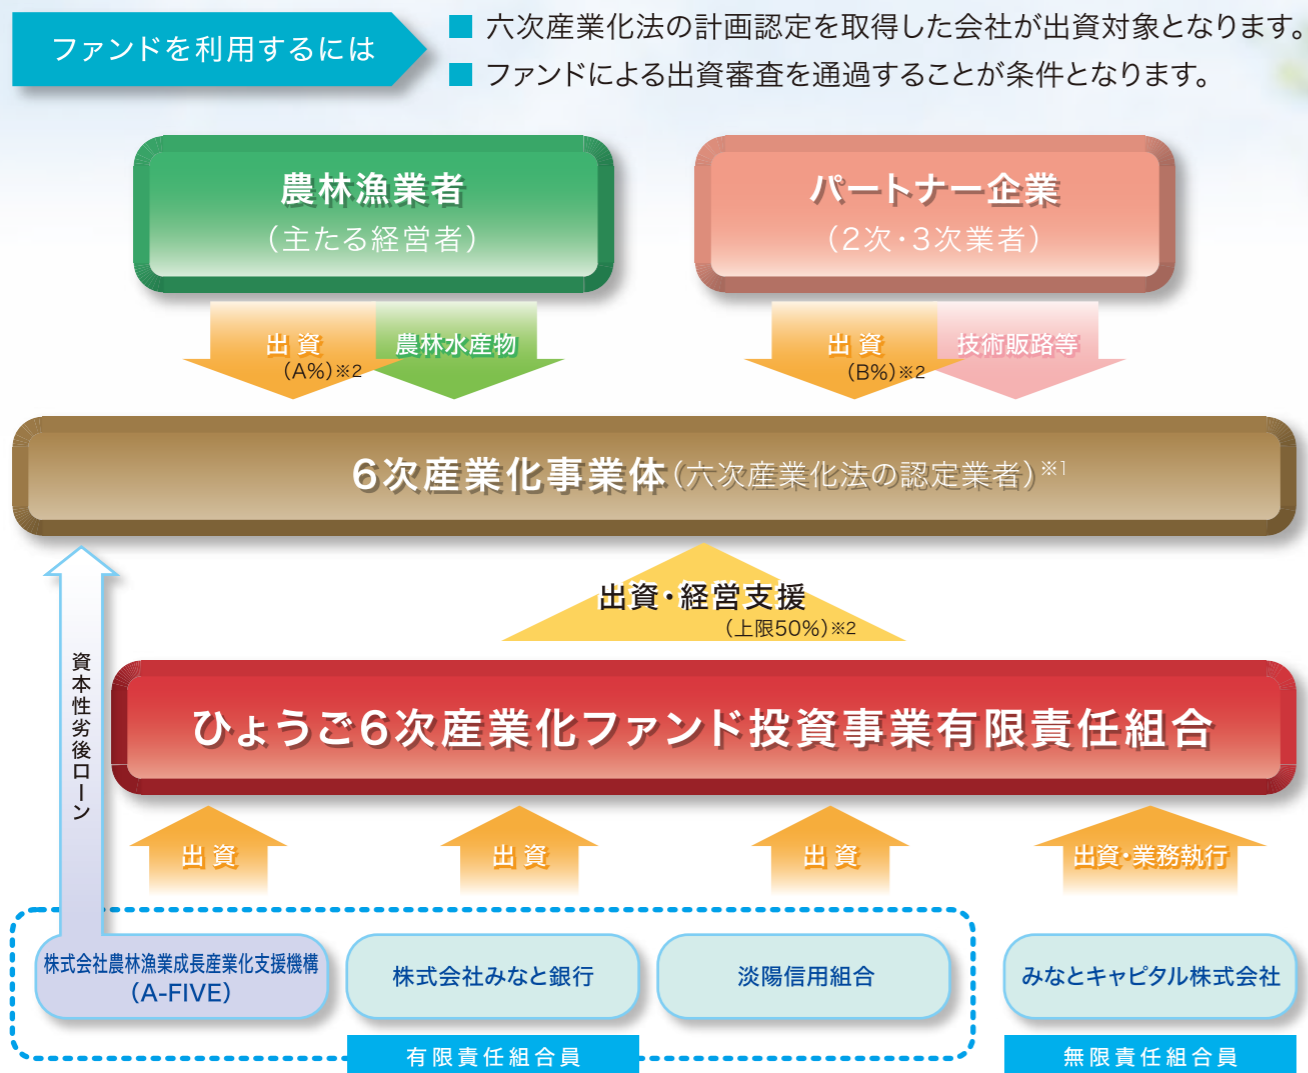 ファンドを利用するには
■ 六次産業化法の計画認定を取得した会社が出資対象となります。
■ ファンドによる出資審査を通過することが条件となります。
農林漁業者
（主たる経営者）
パートナー企業
（2次・3次業者）
出 資
（A%）※2
農林水産物
出 資
（B%）※2
技術販路等
6次産業化事業体（六次産業化法の認定業者）※1
出資・経営支援
（上限50%）※2
資本性劣後ローン
ひょうご6次産業化ファンド投資事業有限責任組合
出 資
出 資
出 資
出資・業務執行
株式会社農林漁業成長産業化支援機構
（A-FIVE）
株式会社みなと銀行
淡陽信用組合
みなとキャピタル株式会社
有限責任組合員
無限責任組合員